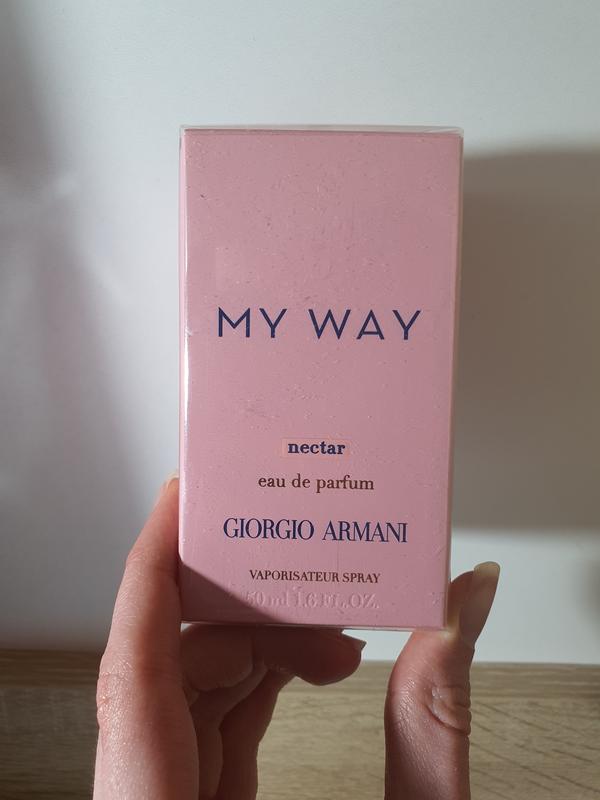 MY WAY
nectar
eau de parfum
GIORGIO ARMANI
VAPORISATEUR SPRAY
50 ml 1.6 FL.OZ.